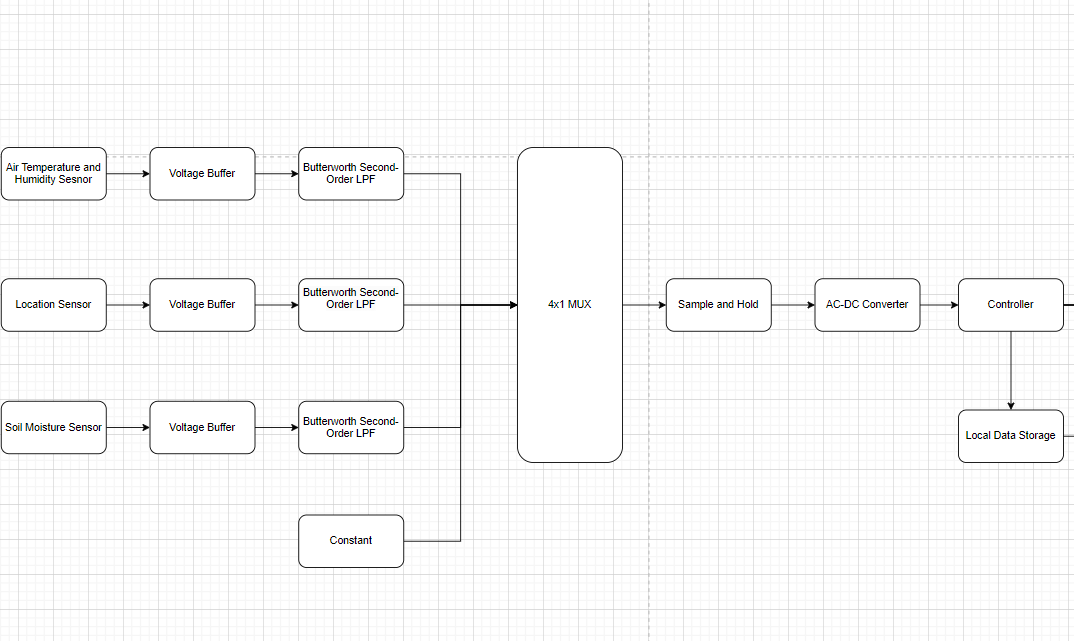 Air Temperature and
Humidity Sesnor
Voltage Buffer
Butterworth Second-
Order LPF
Location Sensor
Voltage Buffer
Butterworth Second-
Order LPF
4x1 MUX
Sample and Hold
AC-DC Converter
Controller
Soil Moisture Sensor
Voltage Buffer
Butterworth Second-
Order LPF
Local Data Storage
Constant